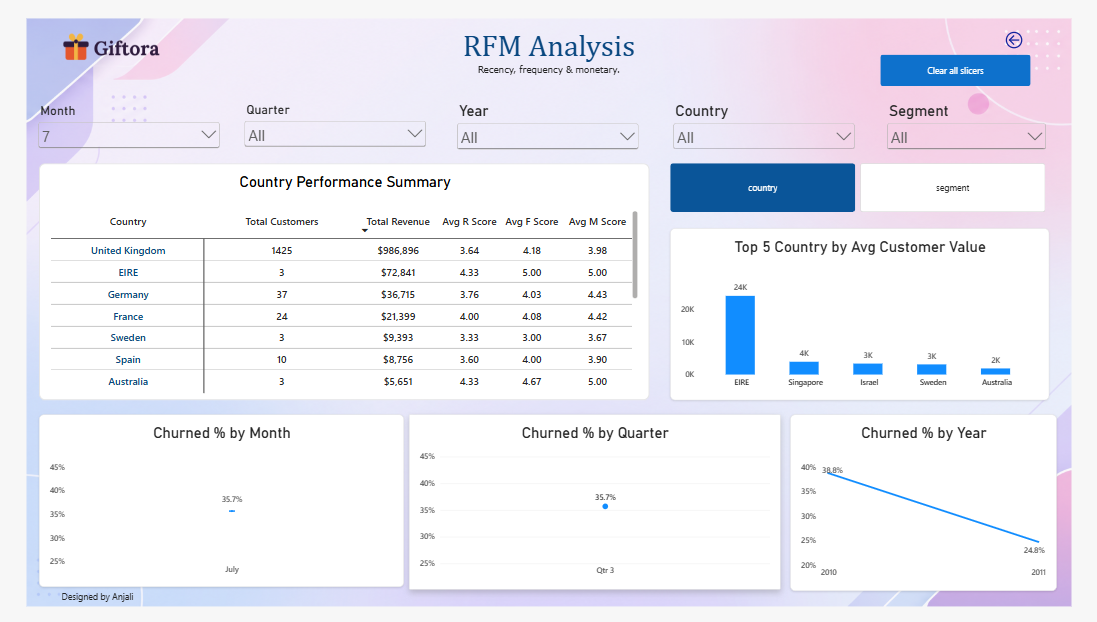 Giftora
RFM Analysis
Recency, frequency & monetary.
Clear all slicers
Month
7
Quarter
All
Year
All
Country
All
Segment
All
Country Performance Summary
Country Total Customers Total Revenue Avg R Score Avg F Score Avg M Score
United Kingdom 1425 $986,896 3.64 4.18 3.98
EIRE 3 $72,841 4.33 5.00 5.00
Germany 37 $36,715 3.76 4.03 4.43
France 24 $21,399 4.00 4.08 4.42
Sweden 3 $9,393 3.33 3.00 3.67
Spain 10 $8,756 3.60 4.00 3.90
Australia 3 $5,651 4.33 4.67 5.00
country
segment
Top 5 Country by Avg Customer Value
24K
20K
4K 3K 3K 2K
10K
0K
EIRE Singapore Israel Sweden Australia
Churned % by Month
45%
40%
35.7%
35%
30%
25%
July
Churned % by Quarter
45%
40%
35.7%
35%
30%
25%
Qtr 3
Churned % by Year
40% 38.8%
35%
30%
25%
24.8%
20%
2010 2011
Designed by Anjali